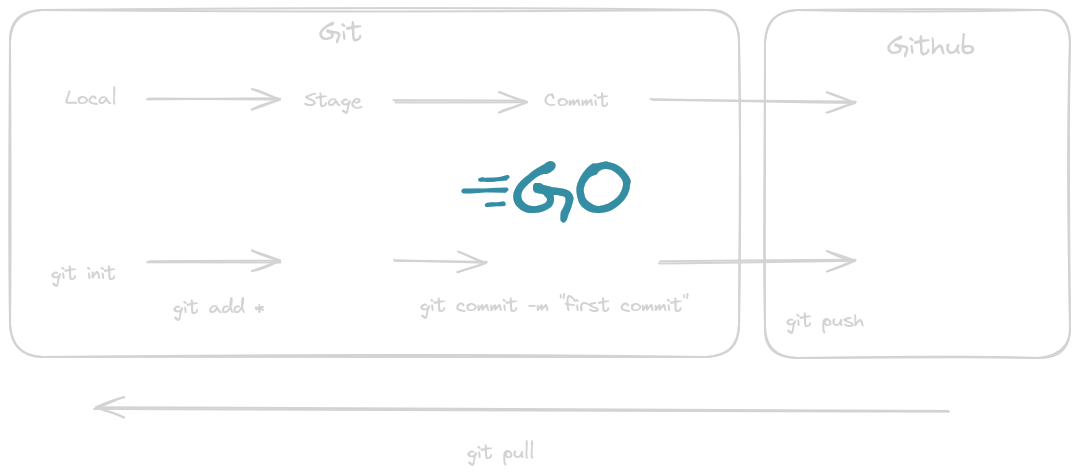 Git
Github
Local
Stage
Commit
GO
git init
git add *
git commit -m "first commit"
git push
git pull